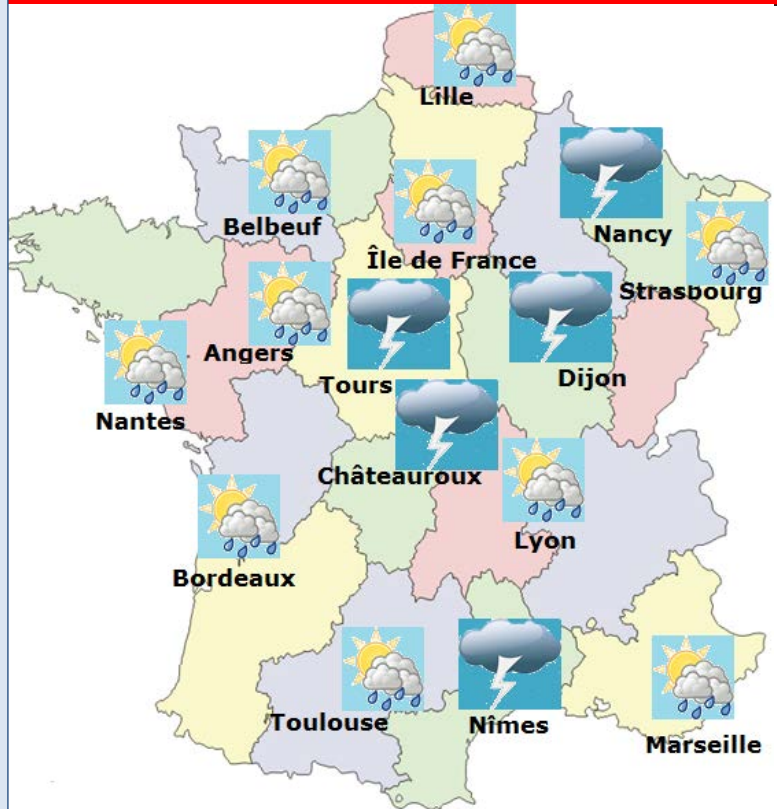 Lille
Belbeuf
Nancy
Île de France
Strasbourg
Angers
Tours
Dijon
Nantes
Châteauroux
Lyon
Bordeaux
Toulouse
Nîmes
Marseille